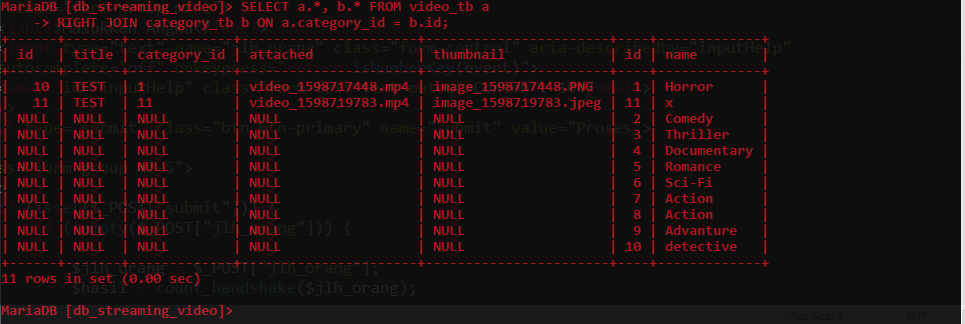 MariaDB [db_streaming_video]> SELECT a.*, b.* FROM video_tb a
    -> RIGHT JOIN category_tb b ON a.category_id = b.id;
+------+-------+-------------+----------------------+-----------------------+----+-------------+
| id   | title | category_id | attached             | thumbnail             | id | name        |
+------+-------+-------------+----------------------+-----------------------+----+-------------+
|   10 | TEST  | 1           | video_1598717448.mp4 | image_1598717448.PNG  |  1 | Horror      |
|   11 | TEST  | 11          | video_1598719783.mp4 | image_1598719783.jpeg | 11 | x           |
| NULL | NULL  | NULL        | NULL                 | NULL                  |  2 | Comedy      |
| NULL | NULL  | NULL        | NULL                 | NULL                  |  3 | Thriller    |
| NULL | NULL  | NULL        | NULL                 | NULL                  |  4 | Documentary |
| NULL | NULL  | NULL        | NULL                 | NULL                  |  5 | Romance     |
| NULL | NULL  | NULL        | NULL                 | NULL                  |  6 | Sci-Fi      |
| NULL | NULL  | NULL        | NULL                 | NULL                  |  7 | Action      |
| NULL | NULL  | NULL        | NULL                 | NULL                  |  8 | Action      |
| NULL | NULL  | NULL        | NULL                 | NULL                  |  9 | Advanture   |
| NULL | NULL  | NULL        | NULL                 | NULL                  | 10 | detective   |
+------+-------+-------------+----------------------+-----------------------+----+-------------+
11 rows in set (0.00 sec)
MariaDB [db_streaming_video]>
Tab Size: 4 PHP